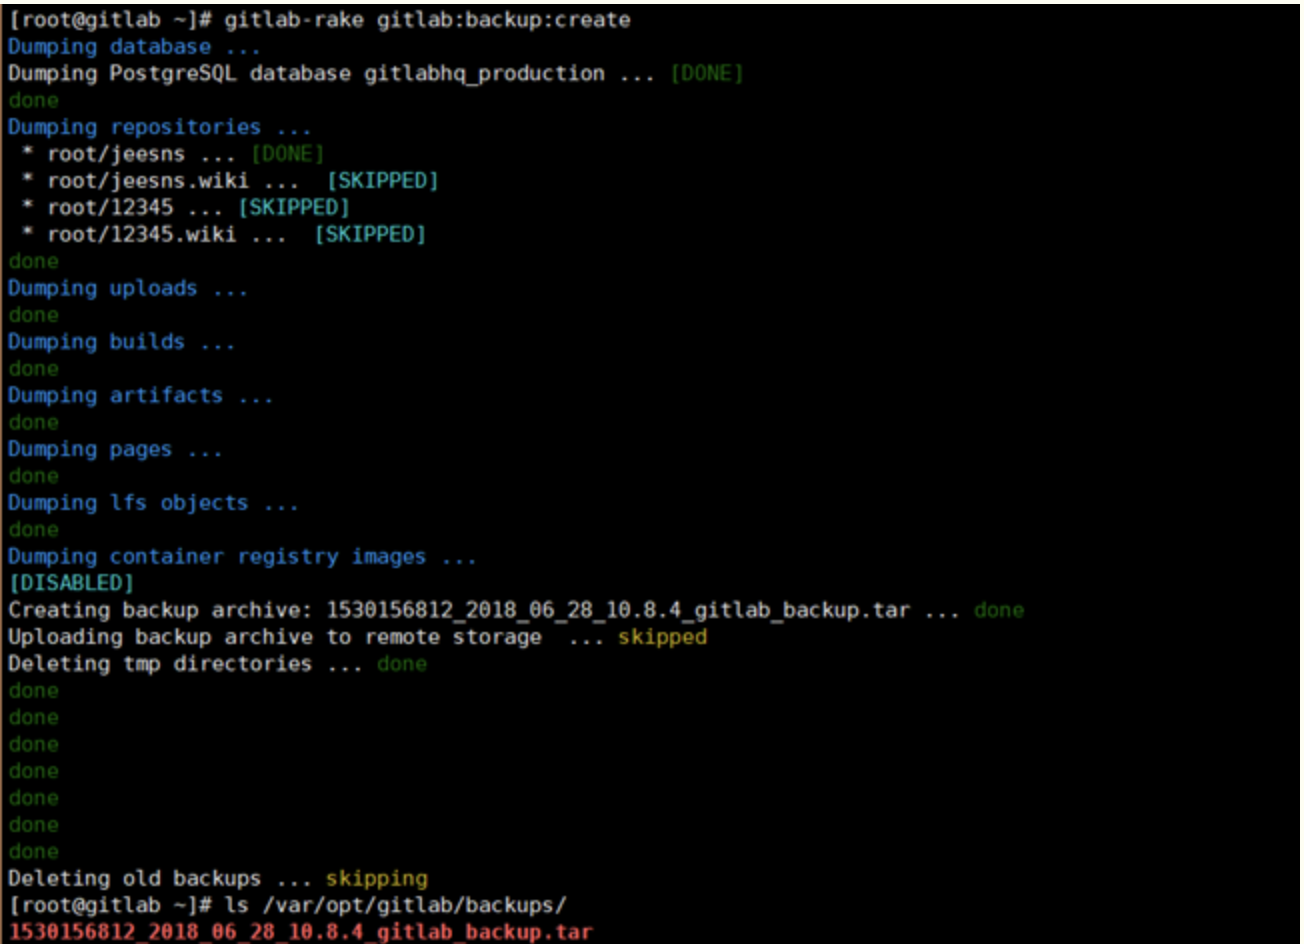 [root@gitlab ~]# gitlab-rake gitlab:backup:create
Dumping database ...
Dumping PostgreSQL database gitlabhq_production ... [DONE]
done
Dumping repositories ...
 * root/jeesns ... [DONE]
 * root/jeesns.wiki ...  [SKIPPED]
 * root/12345 ... [SKIPPED]
 * root/12345.wiki ...  [SKIPPED]
done
Dumping uploads ...
done
Dumping builds ...
done
Dumping artifacts ...
done
Dumping pages ...
done
Dumping lfs objects ...
done
Dumping container registry images ...
[DISABLED]
Creating backup archive: 1530156812_2018_06_28_10.8.4_gitlab_backup.tar ... done
Uploading backup archive to remote storage  ... skipped
Deleting tmp directories ... done
done
done
done
done
done
done
done
Deleting old backups ... skipping
[root@gitlab ~]# ls /var/opt/gitlab/backups/
1530156812_2018_06_28_10.8.4_gitlab_backup.tar